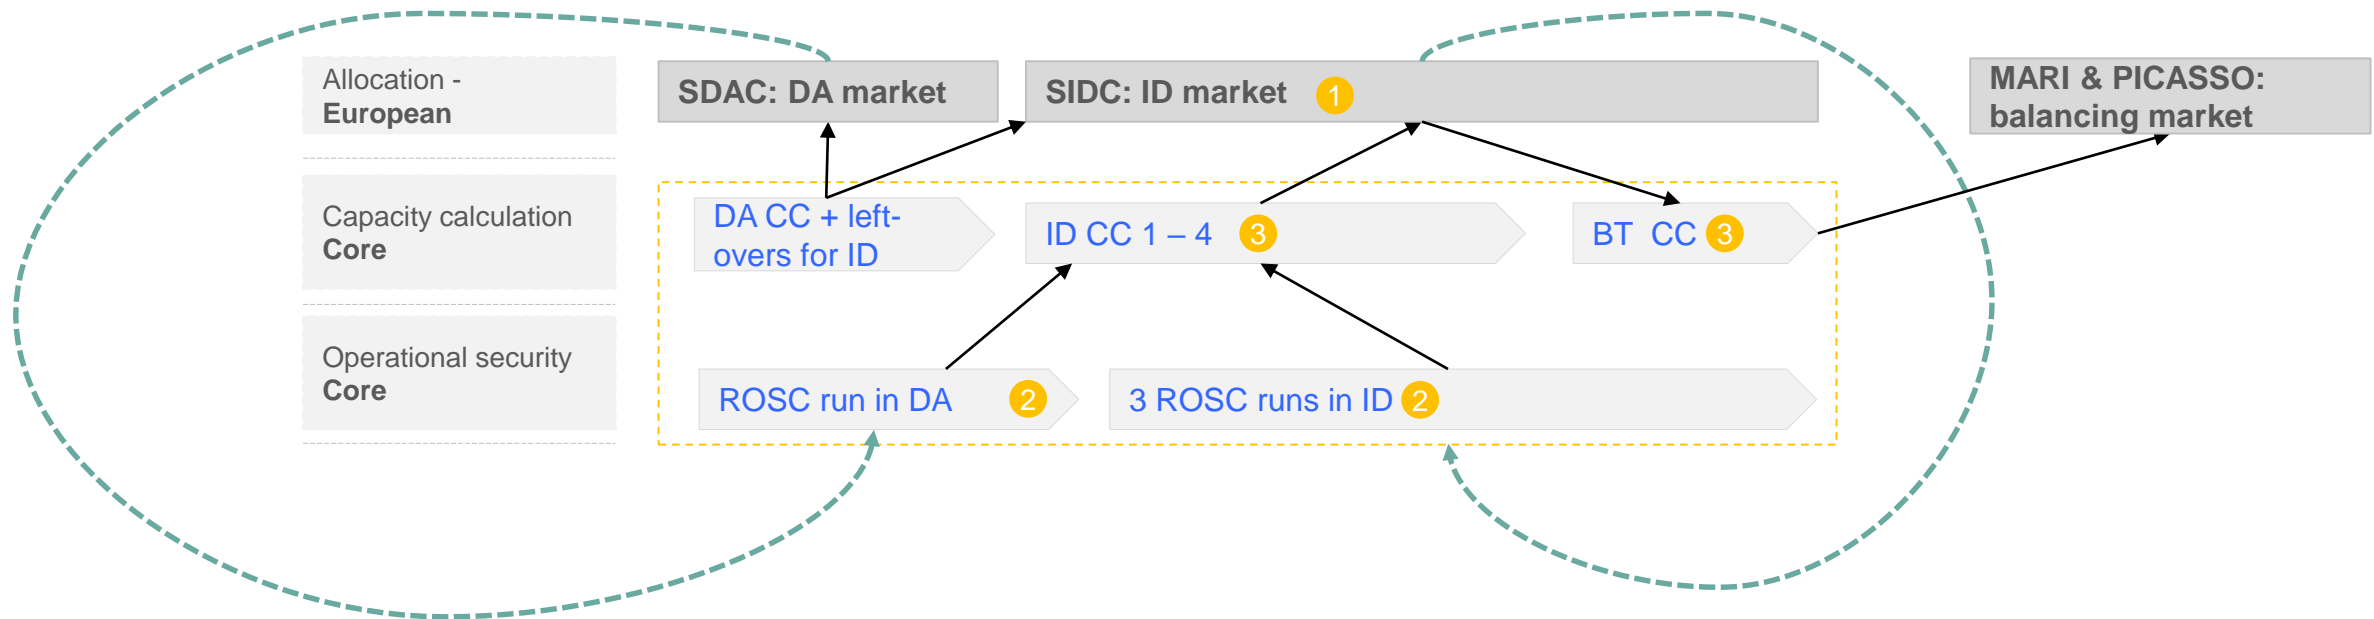 Allocation -
European
SDAC: DA market
SIDC: ID market 1
MARI & PICASSO:
balancing market
Capacity calculation
Core
DA CC + left-
overs for ID
ID CC 1 – 4 3
BT CC 3
Operational security
Core
ROSC run in DA 2
3 ROSC runs in ID 2